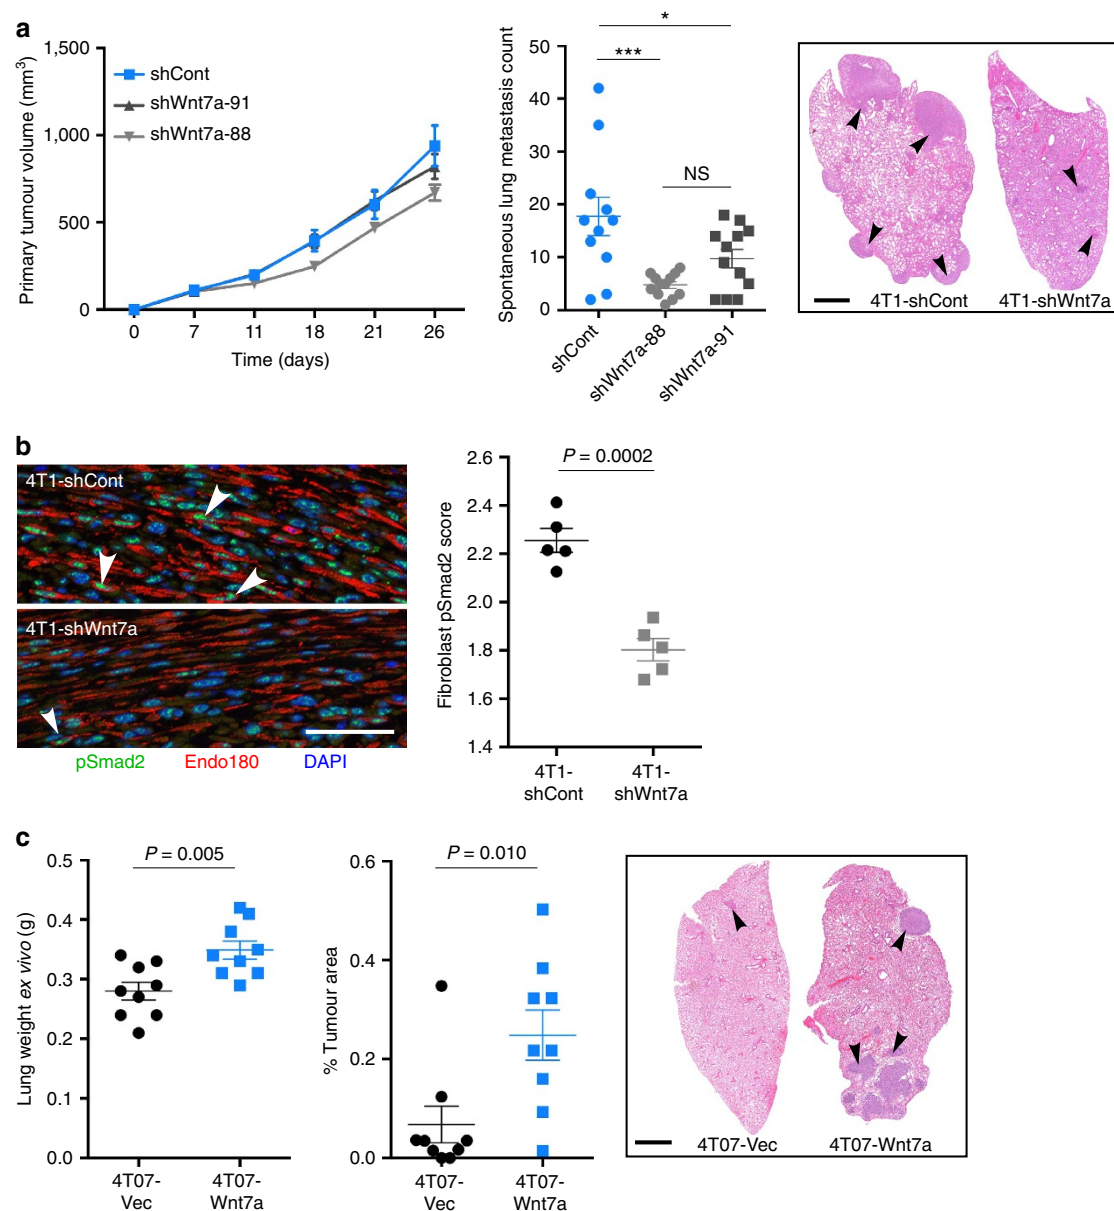 a
Primary tumour volume (mm³)
1,500
1,000
500
0
shCont
shWnt7a-91
shWnt7a-88
0 7 11 18 21 26
Time (days)
Spontaneous lung metastasis count
50
40
30
20
10
0
*
***
NS
shCont
shWnt7a-88
shWnt7a-91
4T1-shCont 4T1-shWnt7a
b
4T1-shCont
4T1-shWnt7a
pSmad2 Endo180 DAPI
Fibroblast pSmad2 score
2.6
2.4
2.2
2.0
1.8
1.6
1.4
P = 0.0002
4T1-
shCont
4T1-
shWnt7a
c
Lung weight ex vivo (g)
0.5
0.4
0.3
0.2
0.1
0.0
P = 0.005
4T07-
Vec
4T07-
Wnt7a
% Tumour area
0.6
0.4
0.2
0.0
P = 0.010
4T07-
Vec
4T07-
Wnt7a
4T07-Vec 4T07-Wnt7a